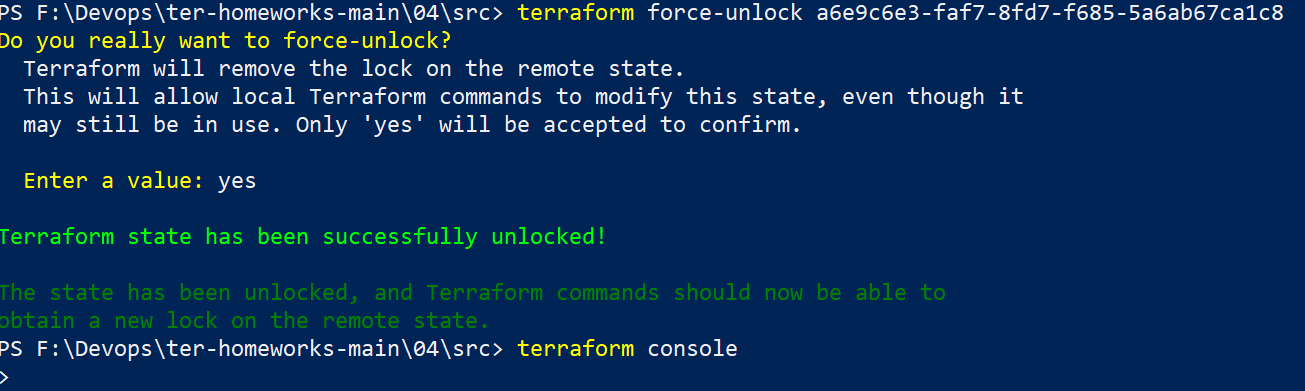 PS F:\Devops\ter-homeworks-main\04\src> terraform force-unlock a6e9c6e3-faf7-8fd7-f685-5a6ab67ca1c8
Do you really want to force-unlock?
  Terraform will remove the lock on the remote state.
  This will allow local Terraform commands to modify this state, even though it
  may still be in use. Only 'yes' will be accepted to confirm.

  Enter a value: yes

Terraform state has been successfully unlocked!

The state has been unlocked, and Terraform commands should now be able to
obtain a new lock on the remote state.
PS F:\Devops\ter-homeworks-main\04\src> terraform console
>